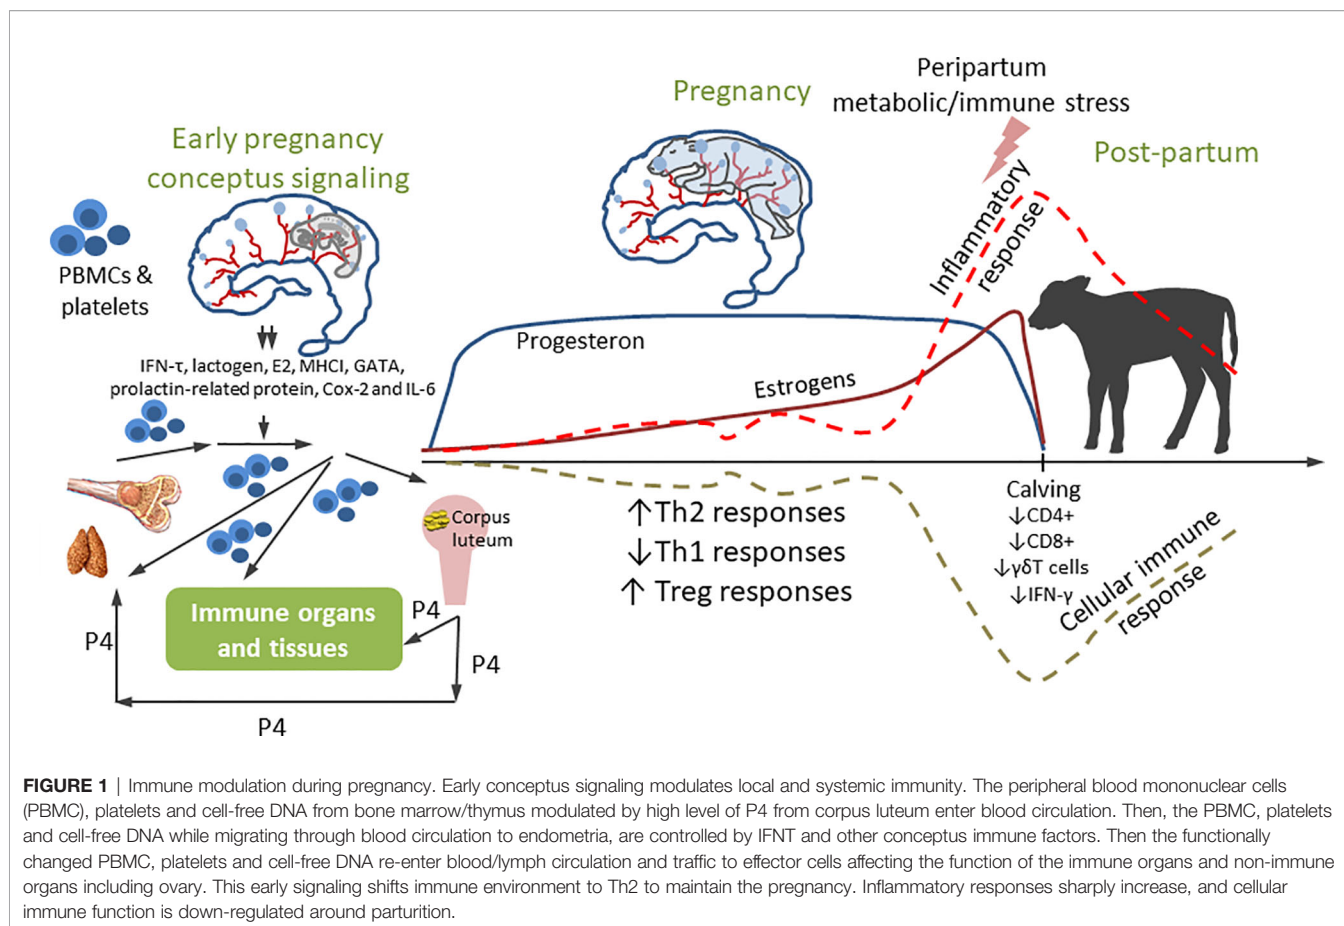 Early pregnancy
conceptus signaling
PBMCs &
platelets
IFN-τ, lactogen, E2, MHCI, GATA,
prolactin-related protein, Cox-2 and IL-6
Corpus
luteum
Immune organs
and tissues
P4
P4
P4
P4
Pregnancy
Peripartum
metabolic/immune stress
Post-partum
Inflammatory
response
Progesteron
Estrogens
↑Th2 responses
↓Th1 responses
↑ Treg responses
Calving
↓CD4+
↓CD8+
↓γδT cells
↓IFN-γ
Cellular immune
response
FIGURE 1 | Immune modulation during pregnancy. Early conceptus signaling modulates local and systemic immunity. The peripheral blood mononuclear cells
(PBMC), platelets and cell-free DNA from bone marrow/thymus modulated by high level of P4 from corpus luteum enter blood circulation. Then, the PBMC, platelets
and cell-free DNA while migrating through blood circulation to endometria, are controlled by IFNT and other conceptus immune factors. Then the functionally
changed PBMC, platelets and cell-free DNA re-enter blood/lymph circulation and traffic to effector cells affecting the function of the immune organs and non-immune
organs including ovary. This early signaling shifts immune environment to Th2 to maintain the pregnancy. Inflammatory responses sharply increase, and cellular
immune function is down-regulated around parturition.